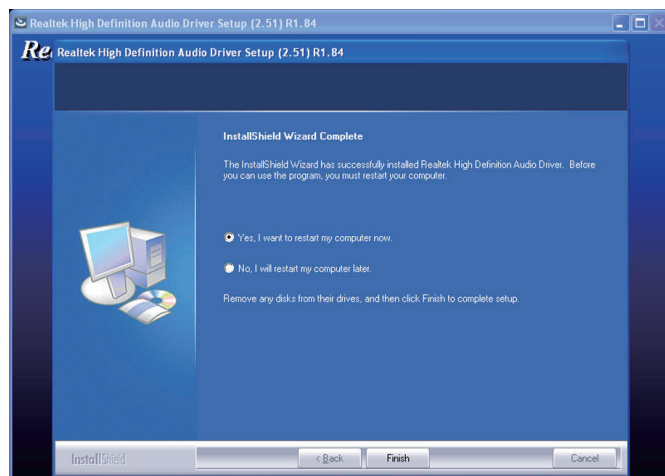 Realtek High Definition Audio Driver Setup (2.51) R1.84
Re
Realtek High Definition Audio Driver Setup (2.51) R1.84
InstallShield Wizard Complete
The InstallShield Wizard has successfully installed Realtek High Definition Audio Driver. Before
you can use the program, you must restart your computer.
Yes, I want to restart my computer now.
No, I will restart my computer later.
Remove any disks from their drives, and then click Finish to complete setup.
InstallShield
< Back
Finish
Cancel